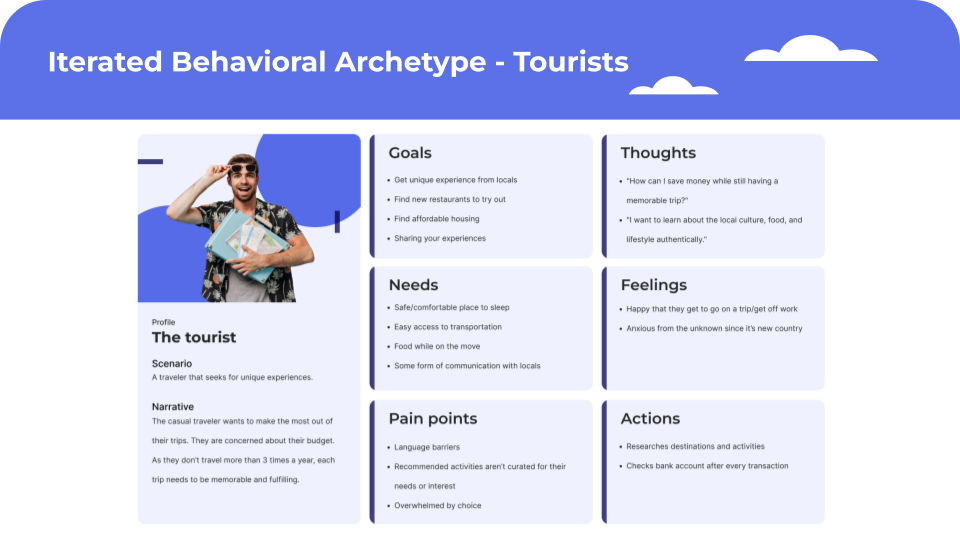 Iterated Behavioral Archetype - Tourists
Profile
The tourist
Scenario
A traveler that seeks for unique experiences.
Narrative
The casual traveler wants to make the most out of
their trips. They are concerned about their budget.
As they don't travel more than 3 times a year, each
trip needs to be memorable and fulfilling.
Goals
• Get unique experience from locals
• Find new restaurants to try out
• Find affordable housing
• Sharing your experiences
Thoughts
• "How can I save money while still having a
memorable trip?"
• "I want to learn about the local culture, food, and
lifestyle authentically."
Needs
• Safe/comfortable place to sleep
• Easy access to transportation
• Food while on the move
• Some form of communication with locals
Feelings
• Happy that they get to go on a trip/get off work
• Anxious from the unknown since it's new country
Pain points
• Language barriers
• Recommended activities aren't curated for their
needs or interest
• Overwhelmed by choice
Actions
• Researches destinations and activities
• Checks bank account after every transaction